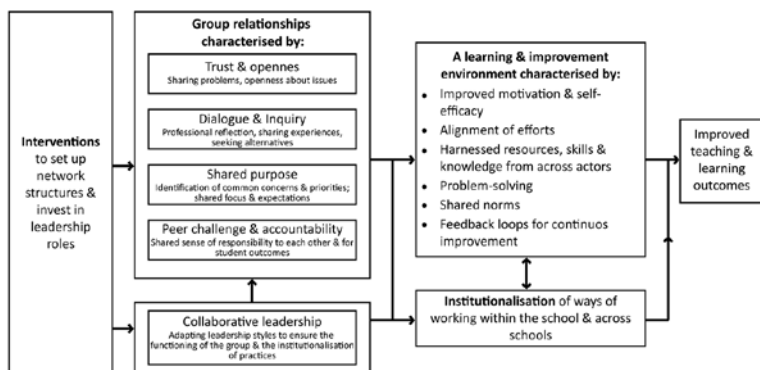 Interventions
to set up
network
structures &
invest in
leadership
roles
Group relationships
characterised by:
Trust & opennes
Sharing problems, openness about issues
Dialogue & Inquiry
Professional reflection, sharing experiences,
seeking alternatives
Shared purpose
Identification of common concerns & priorities;
shared focus & expectations
Peer challenge & accountability
Shared sense of responsibility to each other & for
student outcomes
Collaborative leadership
Adapting leadership styles to ensure the
functioning of the group & the institutionalisation
of practices
A learning & improvement
environment characterised by:
• Improved motivation & self-
efficacy
• Alignment of efforts
• Harnessed resources, skills &
knowledge from across actors
• Problem-solving
• Shared norms
• Feedback loops for continuos
improvement
Institutionalisation of ways of
working within the school & across
schools
Improved
teaching &
learning
outcomes